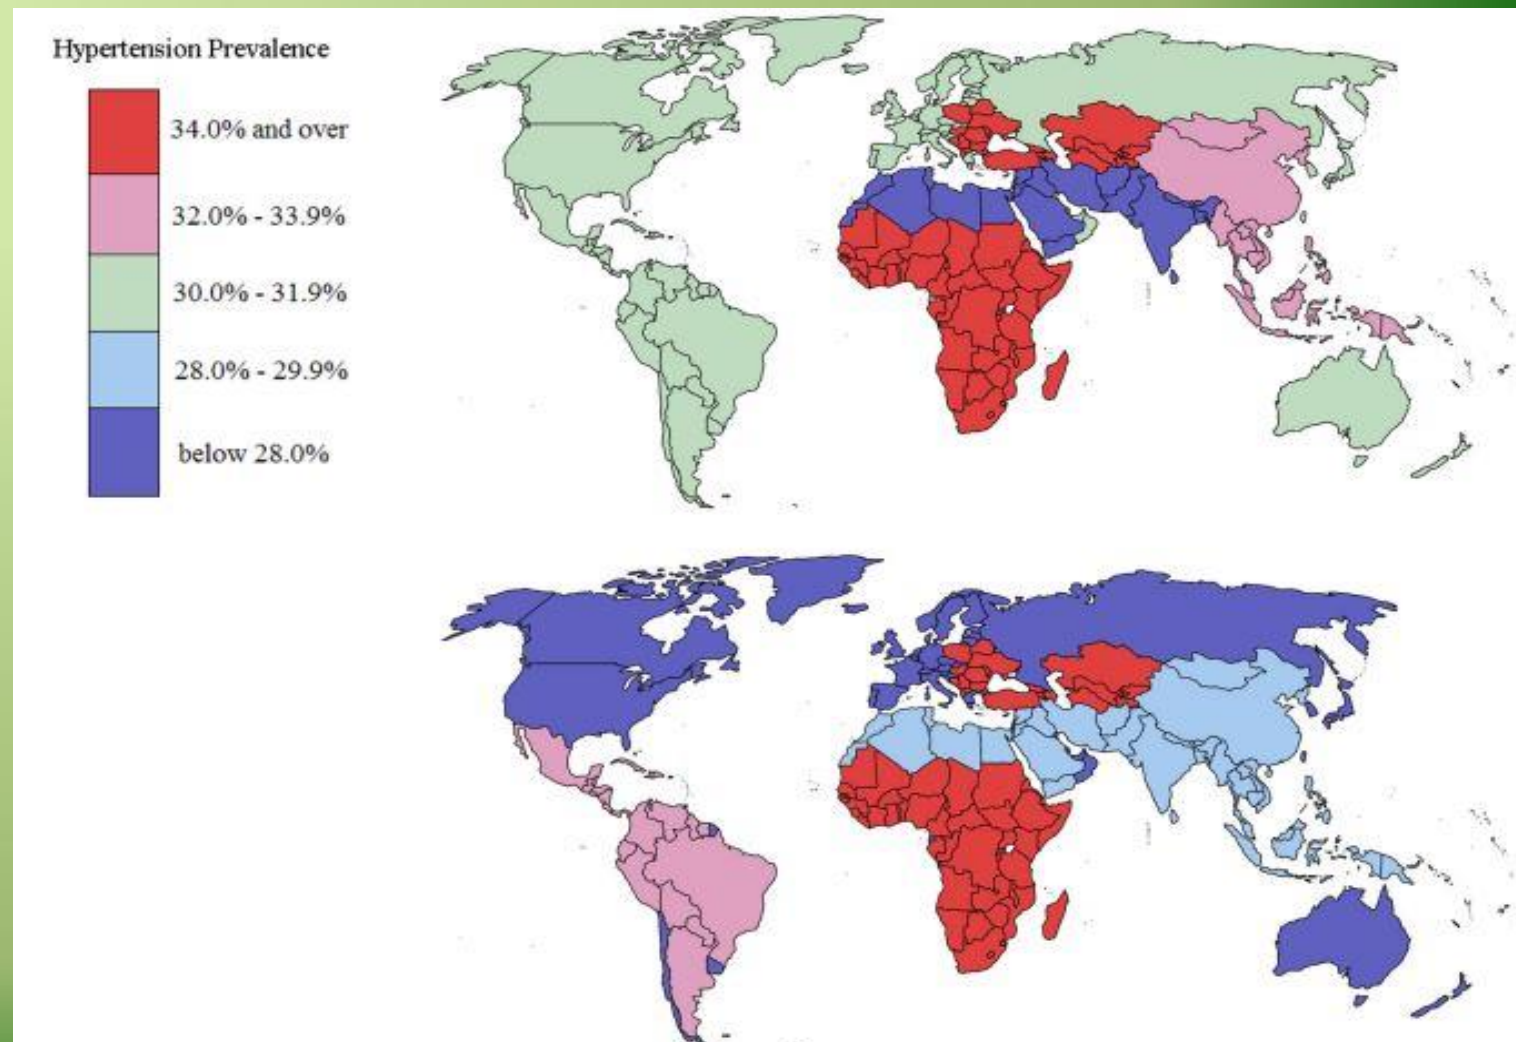 Hypertension Prevalence
34.0% and over
32.0% - 33.9%
30.0% - 31.9%
28.0% - 29.9%
below 28.0%